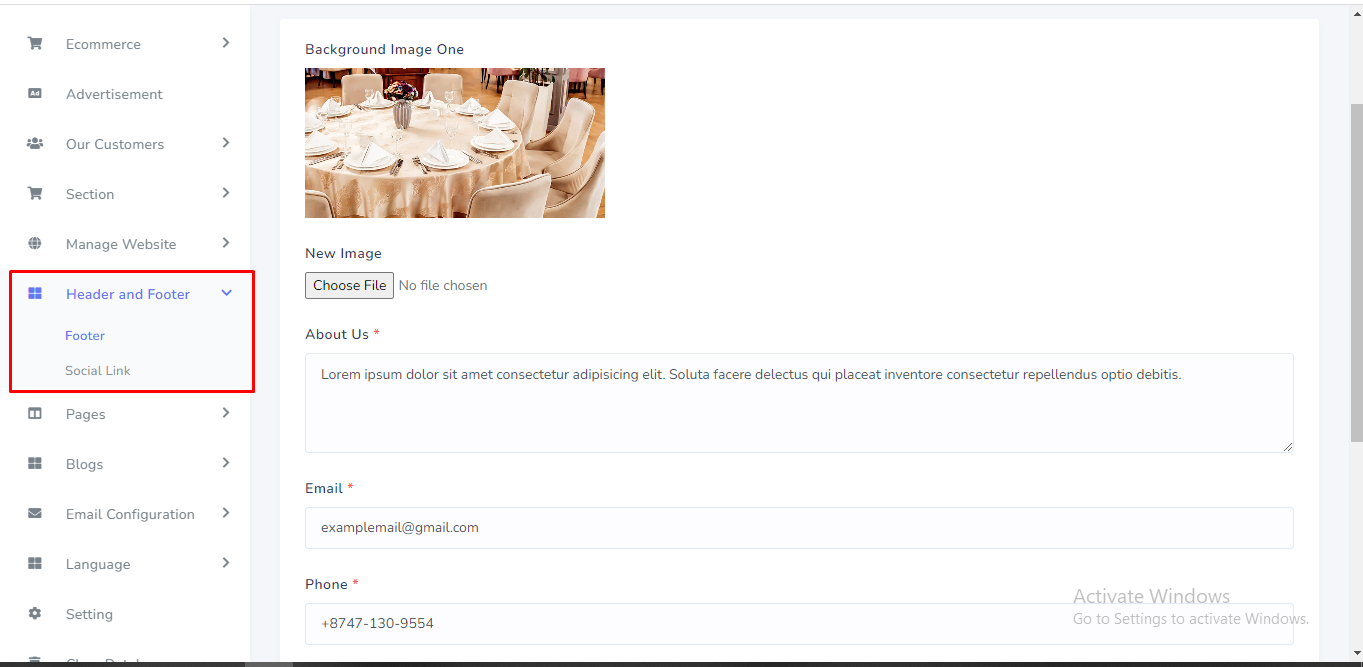 Ecommerce
Advertisement
Our Customers
Section
Manage Website
Header and Footer
Footer
Social Link
Pages
Blogs
Email Configuration
Language
Setting
Background Image One
New Image
Choose File No file chosen
About Us *
Lorem ipsum dolor sit amet consectetur adipisicing elit. Soluta facere delectus qui placeat inventore consectetur repellendus optio debitis.
Email *
examplemail@gmail.com
Phone *
+8747-130-9554
Activate Windows
Go to Settings to activate Windows.